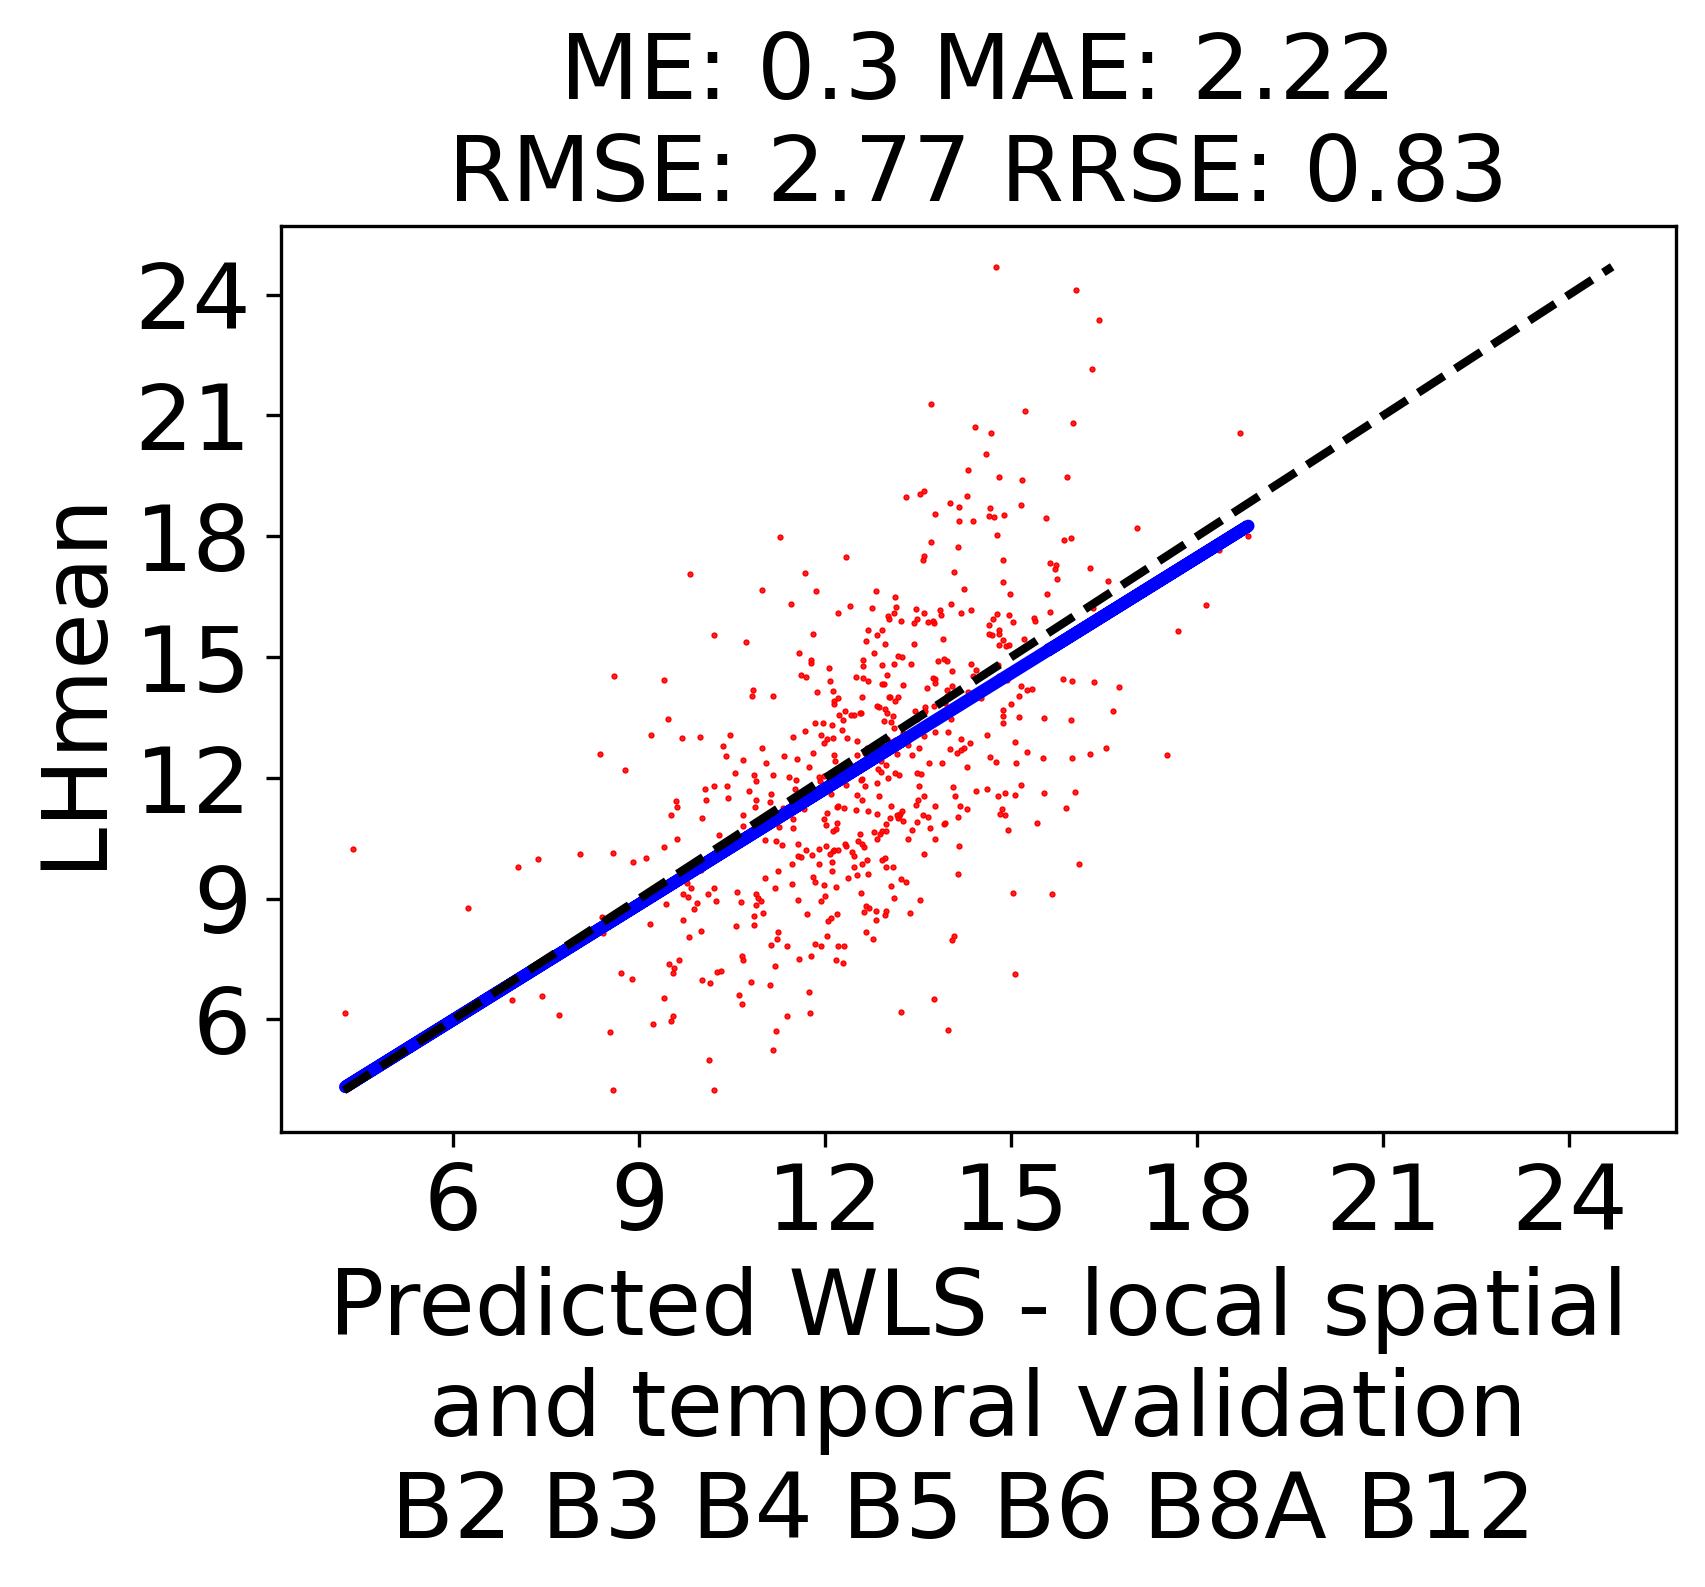 ME: 0.3 MAE: 2.22
RMSE: 2.77 RRSE: 0.83
24
21
18
15
12
9
6
LHmean
6 9 12 15 18 21 24
Predicted WLS - local spatial
and temporal validation
B2 B3 B4 B5 B6 B8A B12